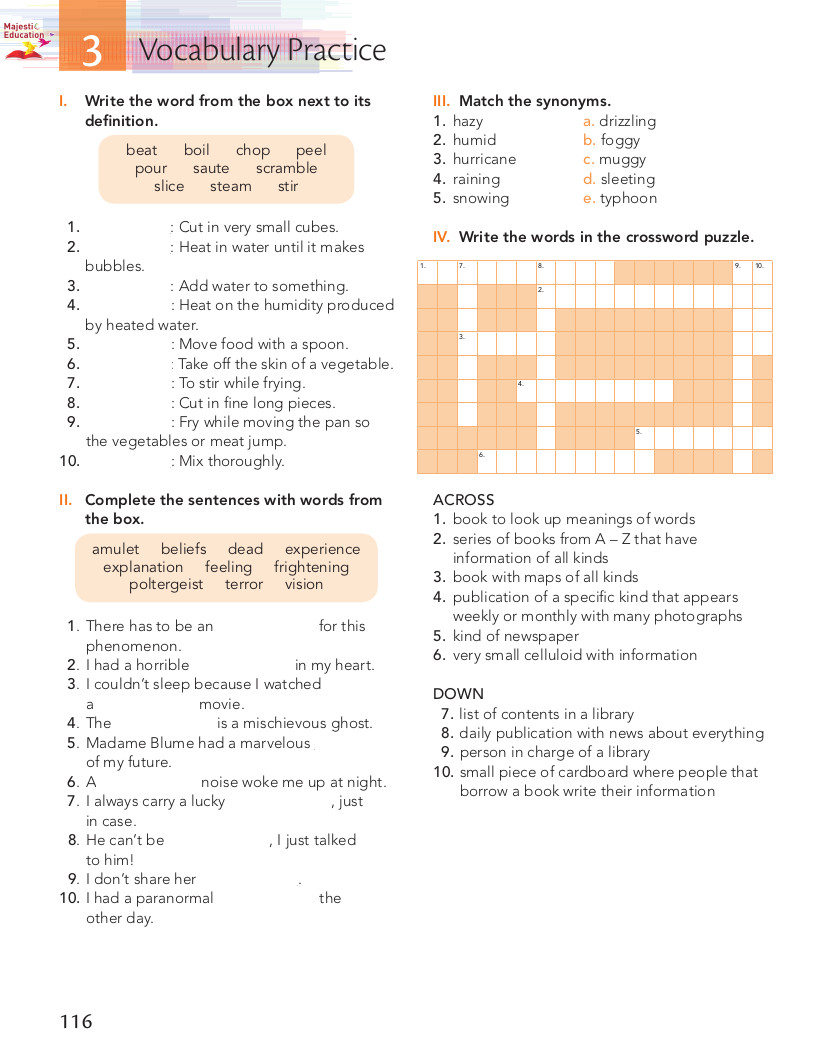 Majestic
Education
3 Vocabulary Practice
I. Write the word from the box next to its
definition.
beat boil chop peel
pour saute scramble
slice steam stir
1. : Cut in very small cubes.
2. : Heat in water until it makes
bubbles.
3. : Add water to something.
4. : Heat on the humidity produced
by heated water.
5. : Move food with a spoon.
6. : Take off the skin of a vegetable.
7. : To stir while frying.
8. : Cut in fine long pieces.
9. : Fry while moving the pan so
the vegetables or meat jump.
10. : Mix thoroughly.
II. Complete the sentences with words from
the box.
amulet beliefs dead experience
explanation feeling frightening
poltergeist terror vision
1. There has to be an for this
phenomenon.
2. I had a horrible in my heart.
3. I couldn't sleep because I watched
a movie.
4. The is a mischievous ghost.
5. Madame Blume had a marvelous
of my future.
6. A noise woke me up at night.
7. I always carry a lucky , just
in case.
8. He can't be , I just talked
to him!
9. I don't share her .
10. I had a paranormal the
other day.
III. Match the synonyms.
1. hazy a. drizzling
2. humid b. foggy
3. hurricane c. muggy
4. raining d. sleeting
5. snowing e. typhoon
IV. Write the words in the crossword puzzle.
1. 7. 8. 9. 10.
2.
3.
4.
5.
6.
ACROSS
1. book to look up meanings of words
2. series of books from A – Z that have
information of all kinds
3. book with maps of all kinds
4. publication of a specific kind that appears
weekly or monthly with many photographs
5. kind of newspaper
6. very small celluloid with information
DOWN
7. list of contents in a library
8. daily publication with news about everything
9. person in charge of a library
10. small piece of cardboard where people that
borrow a book write their information
116